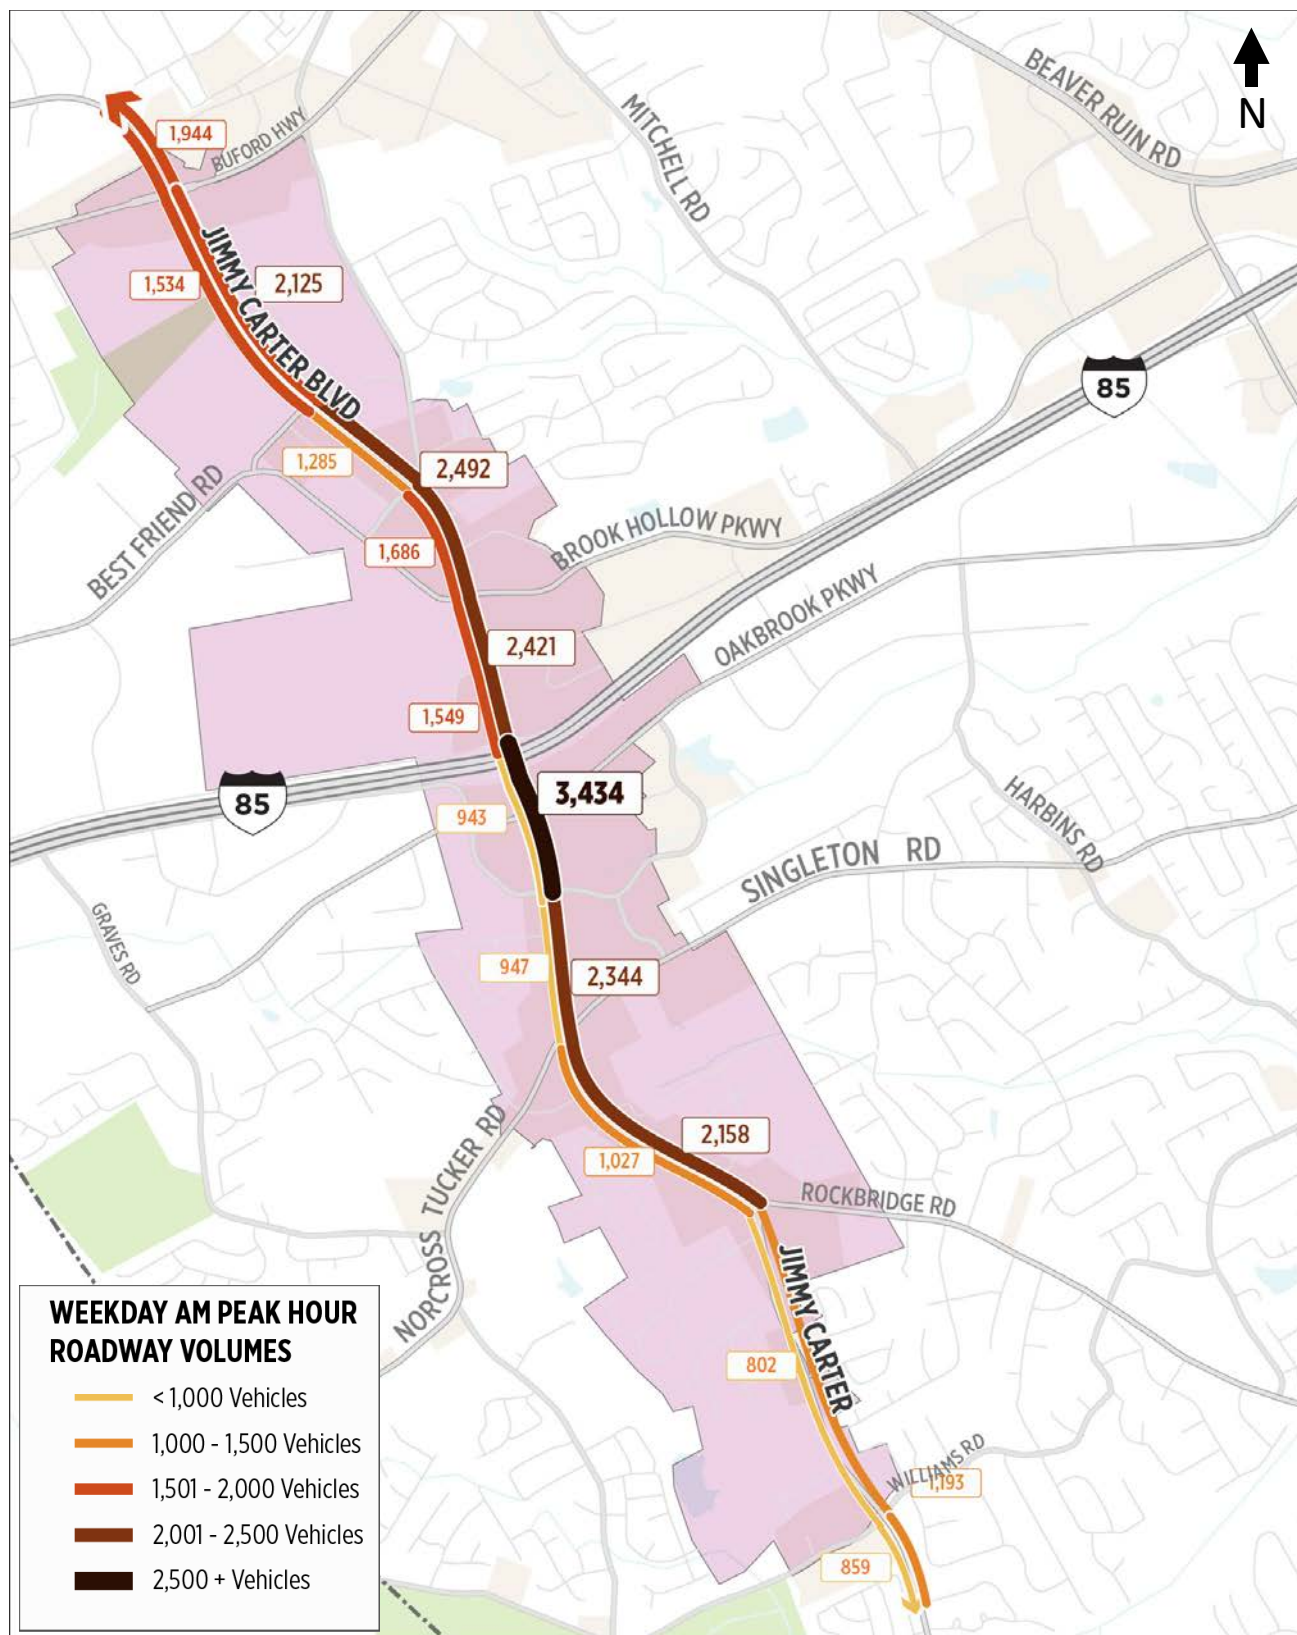 N
BEAVER RUIN RD
MITCHELL RD
1,944
BUFORD HWY
JIMMY CARTER BLVD
1,534
2,125
85
1,285
2,492
BEST FRIEND RD
1,686
BROOK HOLLOW PKWY
OAKBROOK PKWY
2,421
1,549
85
3,434
943
HARBINS RD
SINGLETON RD
GRAVES RD
947
2,344
NORCROSS TUCKER RD
2,158
1,027
ROCKBRIDGE RD
JIMMY CARTER
802
WILLIAMS RD
1,193
859
WEEKDAY AM PEAK HOUR
ROADWAY VOLUMES
< 1,000 Vehicles
1,000 - 1,500 Vehicles
1,501 - 2,000 Vehicles
2,001 - 2,500 Vehicles
2,500 + Vehicles